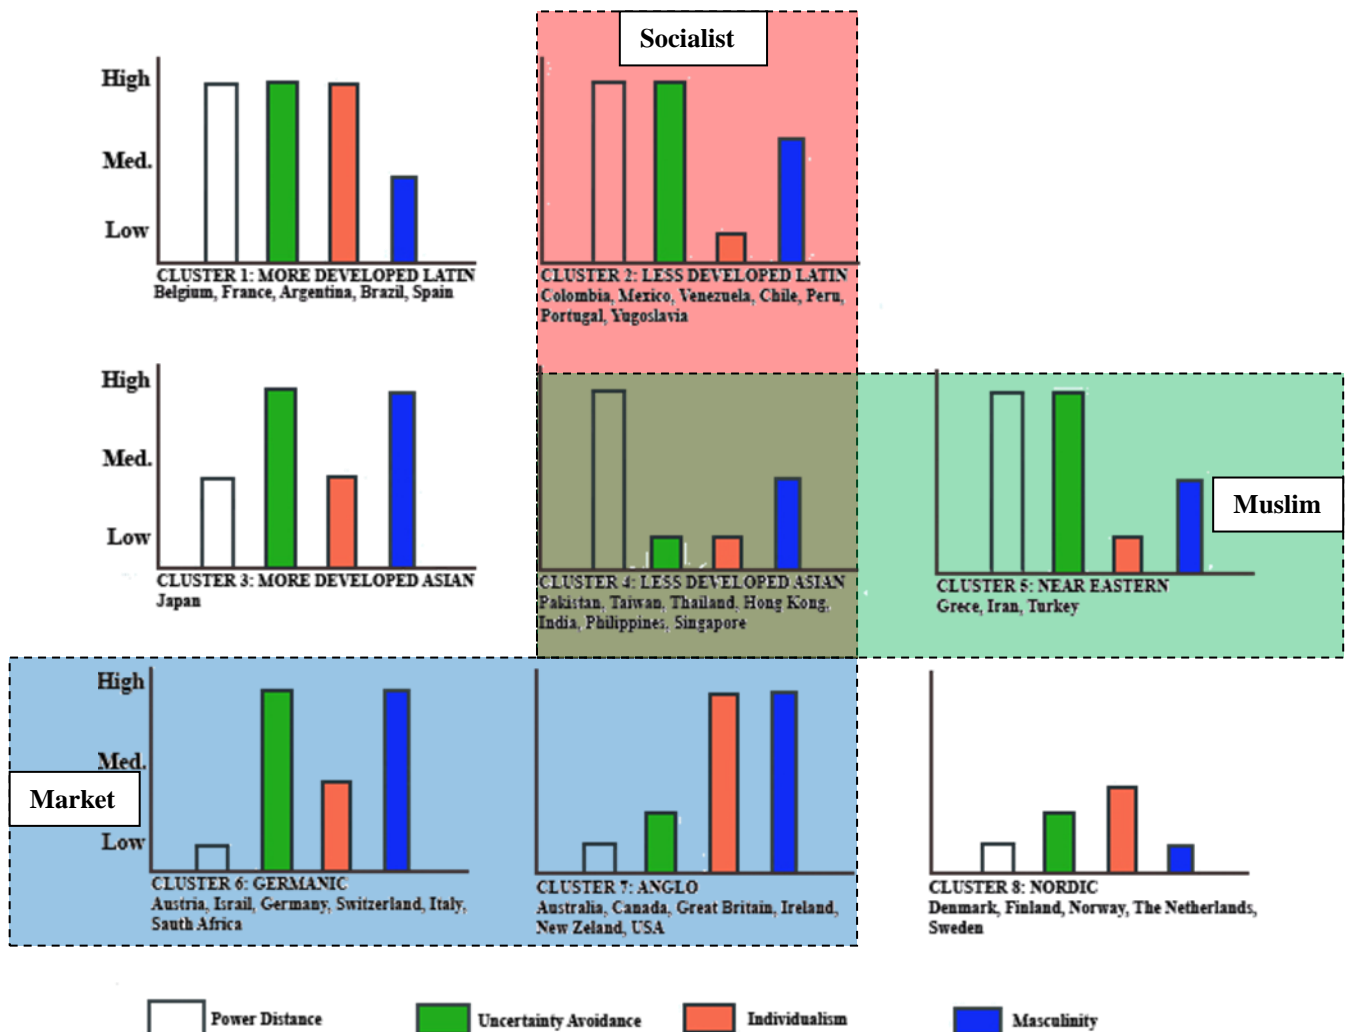 Socialist
High
Med.
Low
CLUSTER 1: MORE DEVELOPED LATIN
Belgium, France, Argentina, Brazil, Spain
CLUSTER 2: LESS DEVELOPED LATIN
Colombia, Mexico, Venezuela, Chile, Peru,
Portugal, Yugoslavia
High
Med.
Low
CLUSTER 3: MORE DEVELOPED ASIAN
Japan
CLUSTER 4: LESS DEVELOPED ASIAN
Pakistan, Taiwan, Thailand, Hong Kong,
India, Philippines, Singapore
Muslim
CLUSTER 5: NEAR EASTERN
Grece, Iran, Turkey
High
Med.
Low
Market
CLUSTER 6: GERMANIC
Austria, Israil, Germany, Switzerland, Italy,
Sauth Africa
CLUSTER 7: ANGLO
Australia, Canada, Great Britain, Ireland,
New Zeland, USA
CLUSTER 8: NORDIC
Denmark, Finland, Norway, The Netherlands,
Sweden
Power Distance
Uncertainty Avoidance
Individualism
Masculinity